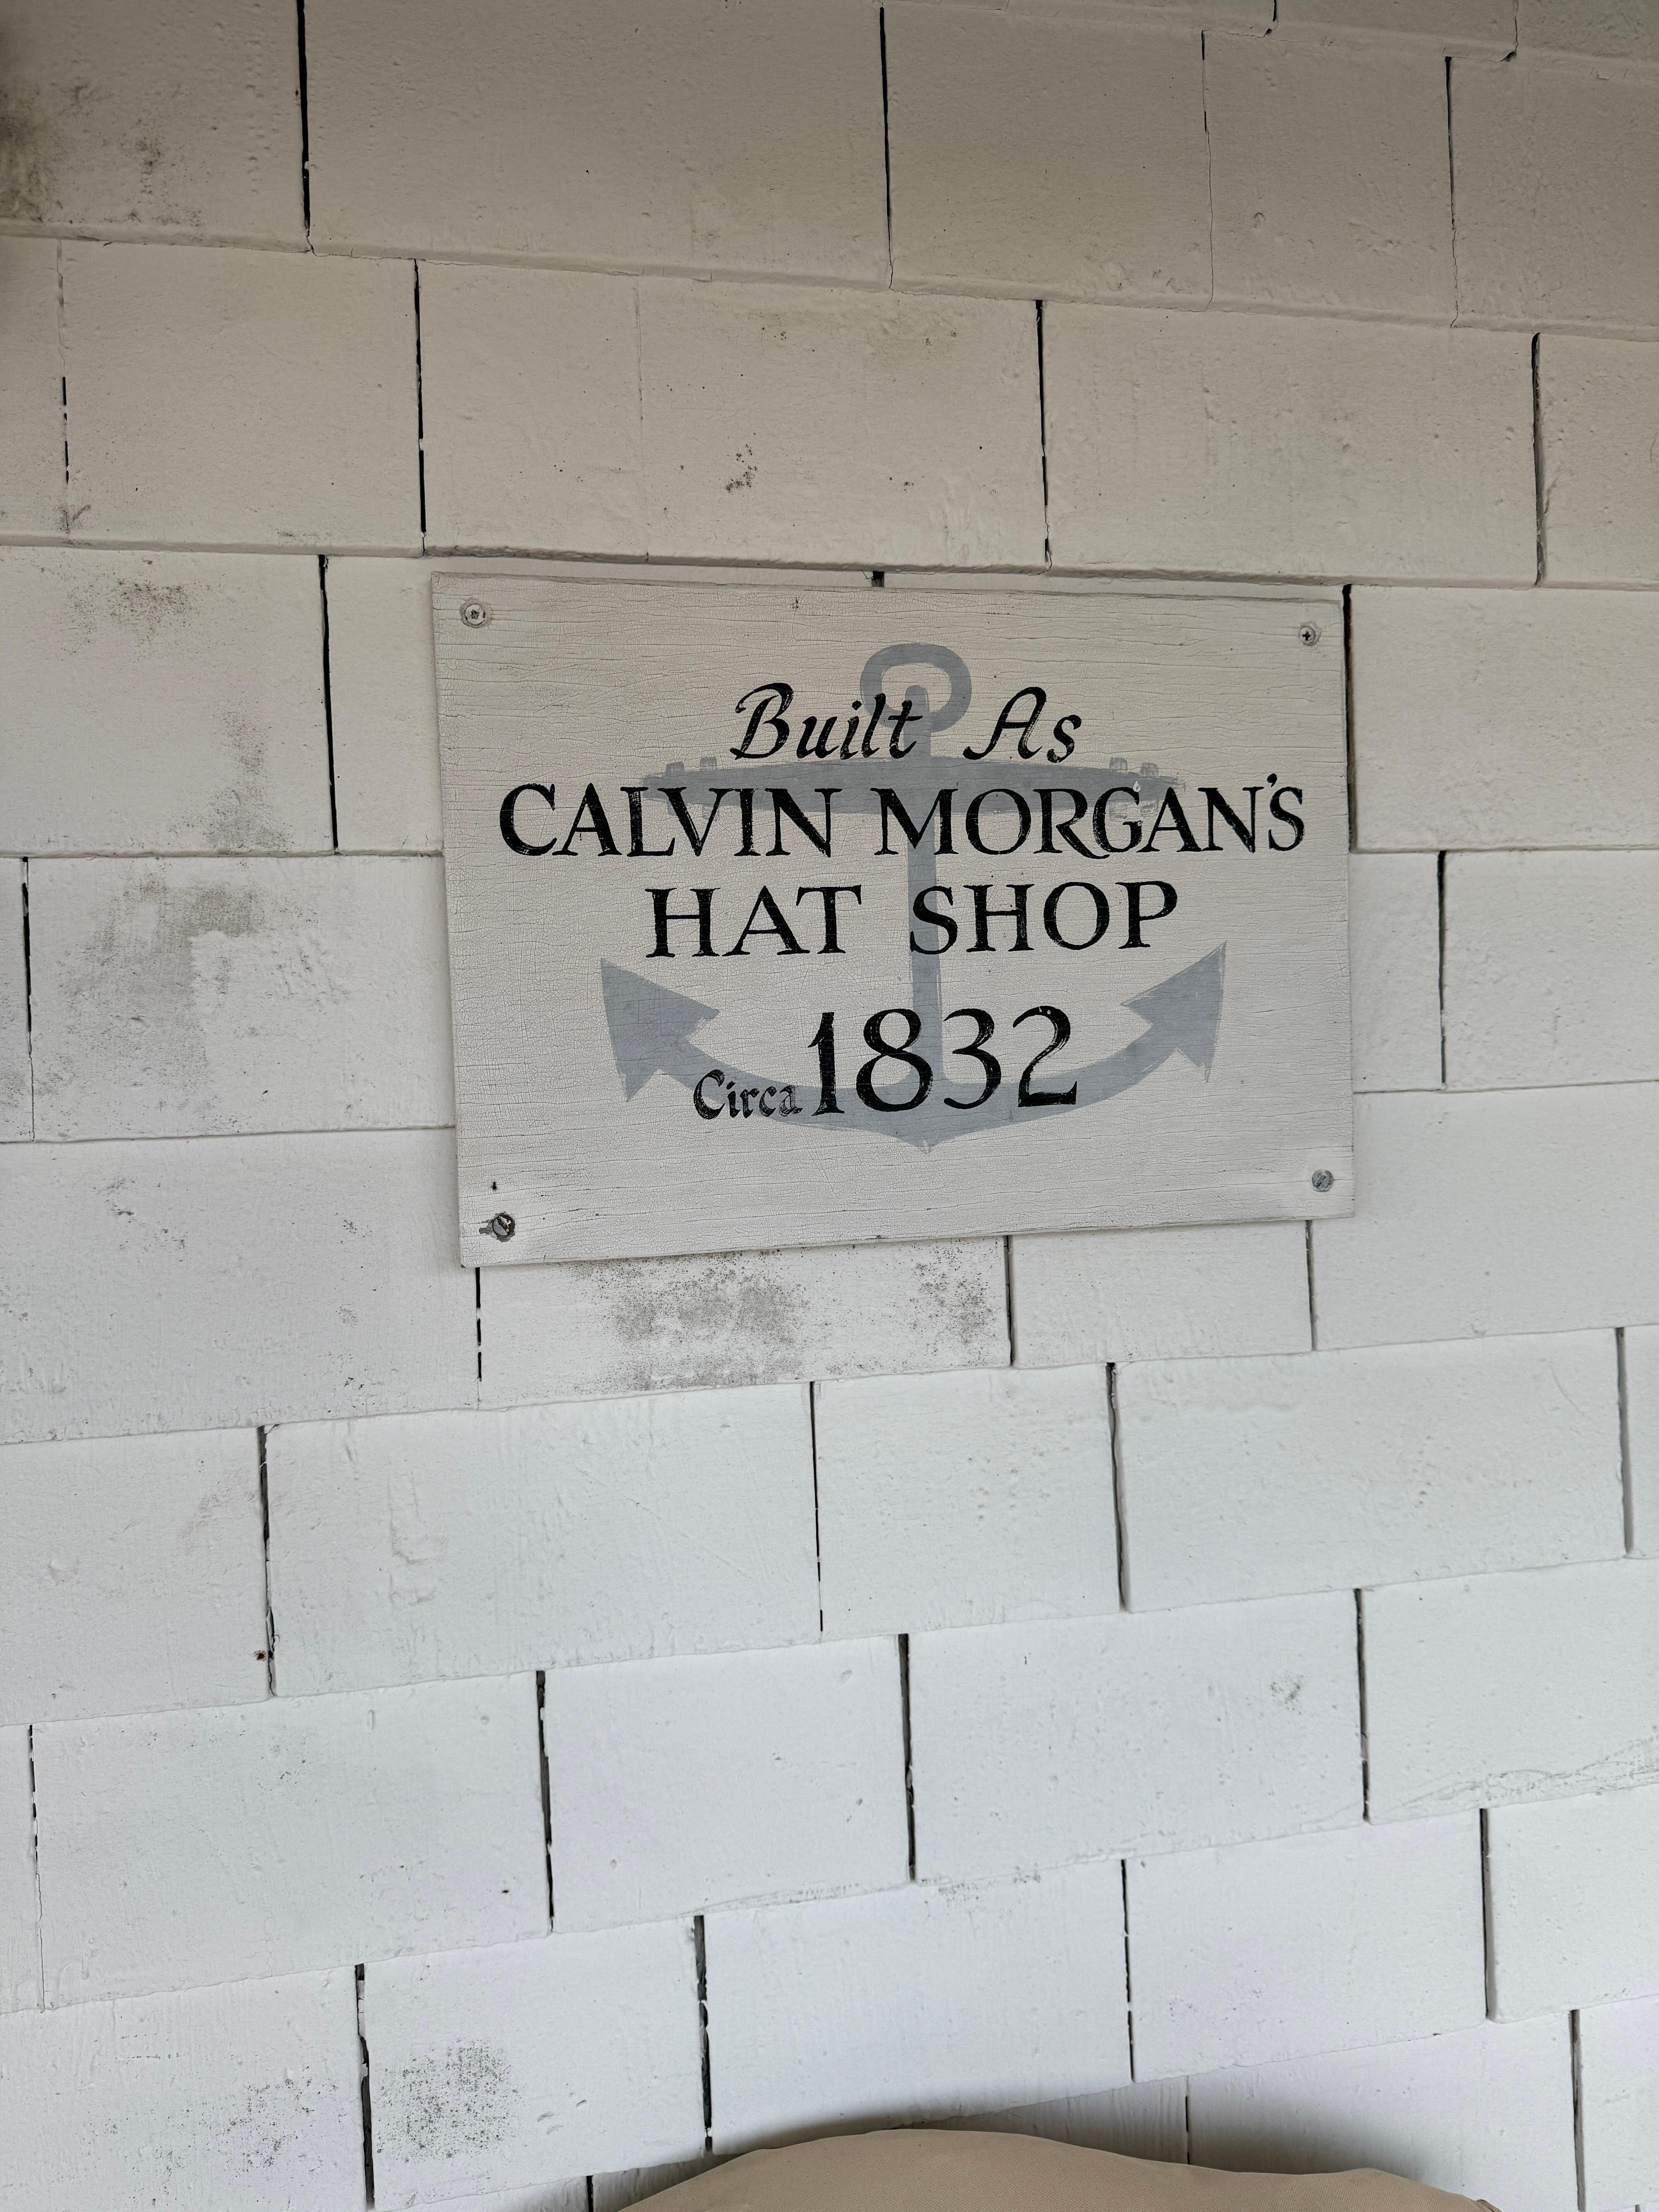 Built As
CALVIN MORGAN'S
HAT SHOP
Circa 1832